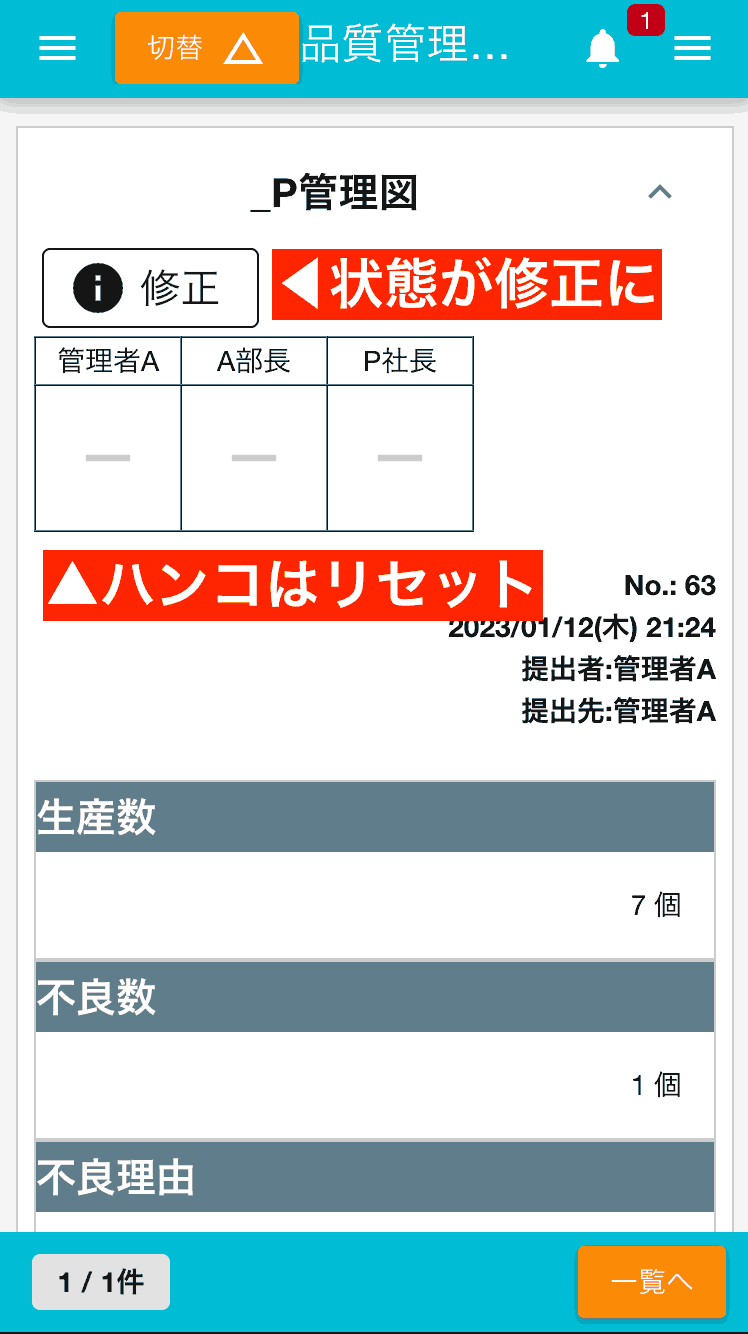 切替 △ 品質管理... 1
_P管理図
修正 ◀状態が修正に
管理者A A部長 P社長
▲ハンコはリセット
No.: 63
2023/01/12(木) 21:24
提出者:管理者A
提出先:管理者A
生産数
7 個
不良数
1 個
不良理由
1 / 1件 一覧へ